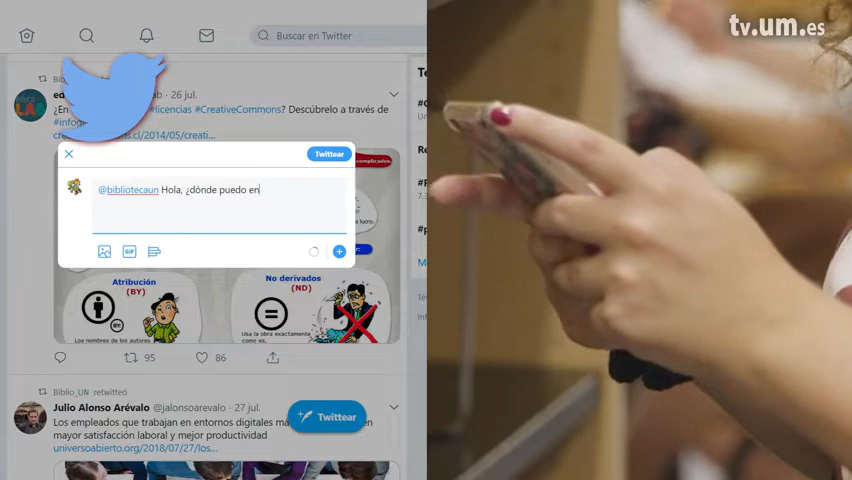 tv.um.es
Buscar en Twitter
· 26 jul.
#licencias #CreativeCommons? Descúbrelo a través de
Twittear
@bibliotecaun Hola, ¿dónde puedo en
GIF
lucro.
Atribución
(BY)
BY:
Los nombres de los autores
No derivados
(ND)
Usa la obra exactamente
como es,
95
86
Biblio_UN retwitteó
Julio Alonso Arévalo @jalonsoarevalo · 27 jul.
Twittear
Los empleados que trabajan en entornos digitales
mayor satisfacción laboral y mejor productividad
universoabierto.org/2018/07/27/los...